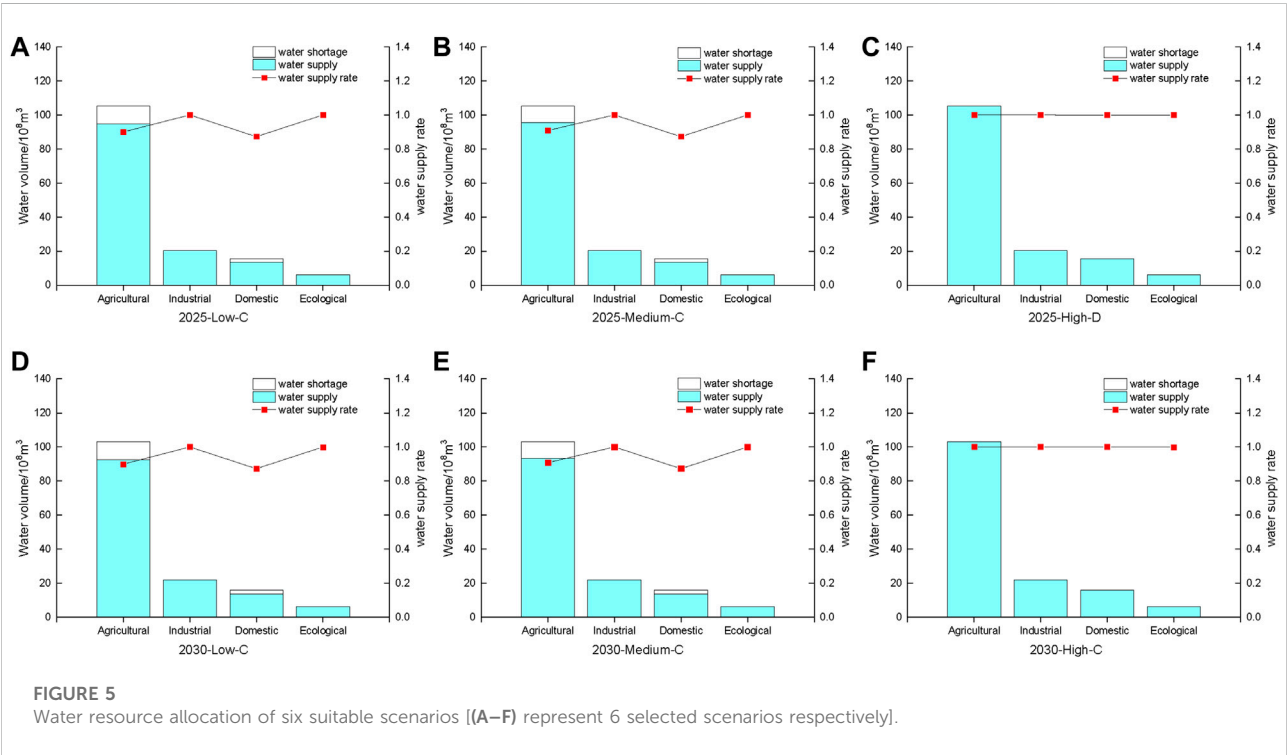 A
Water volume/10⁸m³
140
120
100
80
60
40
20
0
water shortage
water supply
water supply rate
1.4
1.2
1.0
0.8
0.6
0.4
0.2
0.0
water supply rate
Agricultural Industrial Domestic Ecological
2025-Low-C
B
Water volume/10⁸m³
140
120
100
80
60
40
20
0
water shortage
water supply
water supply rate
1.4
1.2
1.0
0.8
0.6
0.4
0.2
0.0
water supply rate
Agricultural Industrial Domestic Ecological
2025-Medium-C
C
Water volume/10⁸m³
140
120
100
80
60
40
20
0
water shortage
water supply
water supply rate
1.4
1.2
1.0
0.8
0.6
0.4
0.2
0.0
water supply rate
Agricultural Industrial Domestic Ecological
2025-High-D
D
Water volume/10⁸m³
140
120
100
80
60
40
20
0
water shortage
water supply
water supply rate
1.4
1.2
1.0
0.8
0.6
0.4
0.2
0.0
water supply rate
Agricultural Industrial Domestic Ecological
2030-Low-C
E
Water volume/10⁸m³
140
120
100
80
60
40
20
0
water shortage
water supply
water supply rate
1.4
1.2
1.0
0.8
0.6
0.4
0.2
0.0
water supply rate
Agricultural Industrial Domestic Ecological
2030-Medium-C
F
Water volume/10⁸m³
140
120
100
80
60
40
20
0
water shortage
water supply
water supply rate
1.4
1.2
1.0
0.8
0.6
0.4
0.2
0.0
water supply rate
Agricultural Industrial Domestic Ecological
2030-High-C
FIGURE 5
Water resource allocation of six suitable scenarios [(A–F) represent 6 selected scenarios respectively].